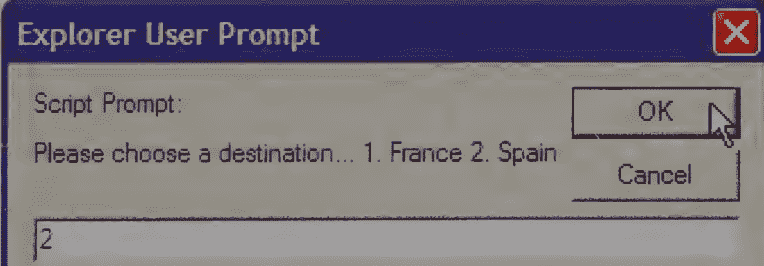 Explorer User Prompt
Script Prompt:
OK
Please choose a destination... 1. France 2. Spain
Cancel
2